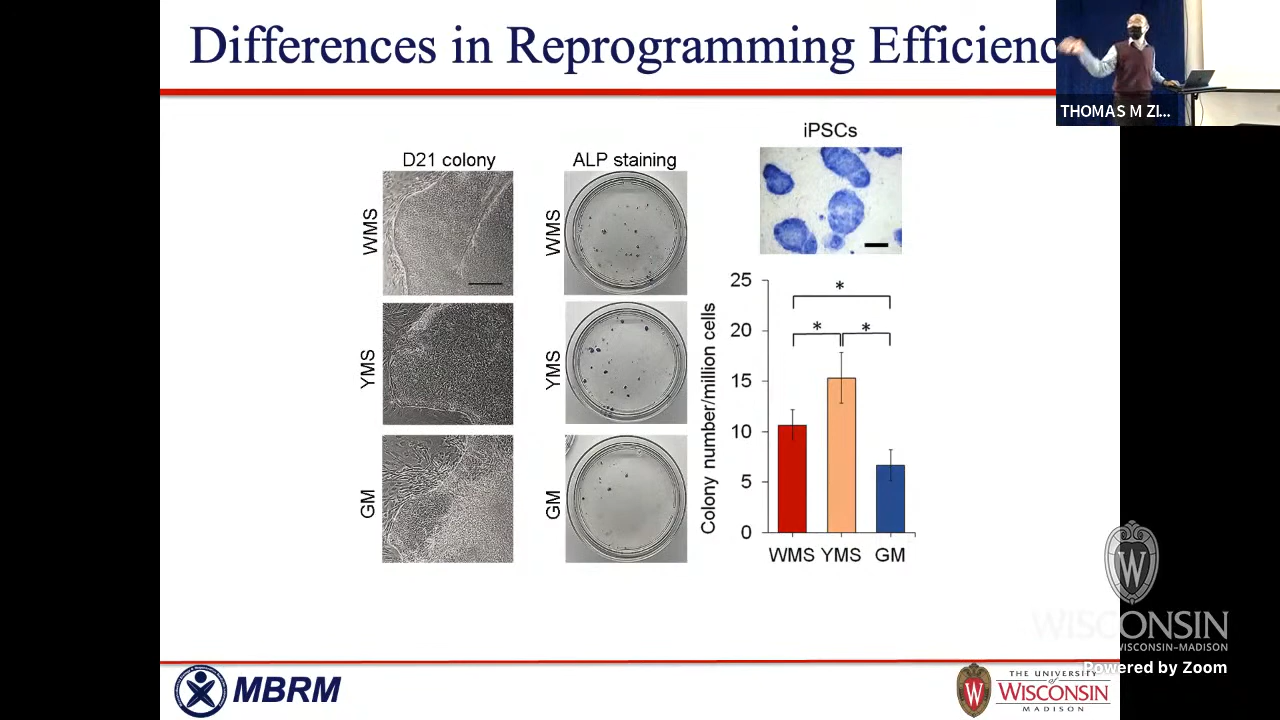 Differences in Reprogramming Efficienc
THOMAS M ZI...
iPSCs
D21 colony
ALP staining
WMS
WMS
YMS
YMS
GM
GM
Colony number/million cells
25
20
15
10
5
0
*
*
*
WMS YMS GM
MBRM
THE UNIVERSITY
of
WISCONSIN
MADISON
W
WISCONSIN
WISCONSIN–MADISON
Powered by Zoom